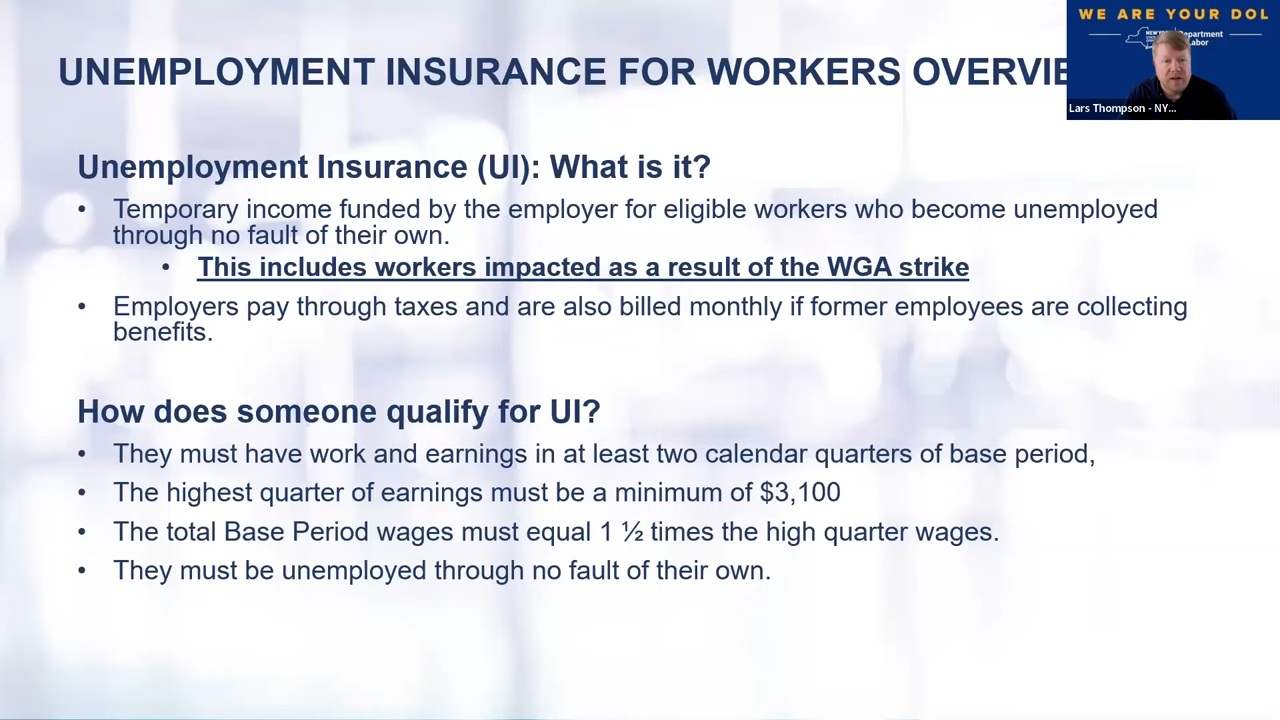 WE ARE YOUR DOL
NEW YORK
Department
Labor
Lars Thompson - NY...
UNEMPLOYMENT INSURANCE FOR WORKERS OVERVIE
Unemployment Insurance (UI): What is it?
• Temporary income funded by the employer for eligible workers who become unemployed
through no fault of their own.
• This includes workers impacted as a result of the WGA strike
• Employers pay through taxes and are also billed monthly if former employees are collecting
benefits.
How does someone qualify for UI?
• They must have work and earnings in at least two calendar quarters of base period,
• The highest quarter of earnings must be a minimum of $3,100
• The total Base Period wages must equal 1 ½ times the high quarter wages.
• They must be unemployed through no fault of their own.